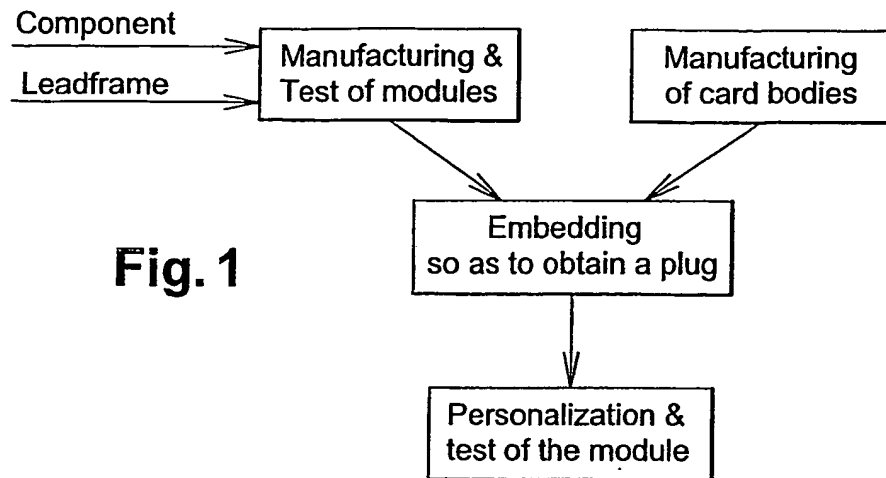 Component
Leadframe
Manufacturing &
Test of modules
Manufacturing
of card bodies
Embedding
so as to obtain a plug
Fig. 1
Personalization &
test of the module